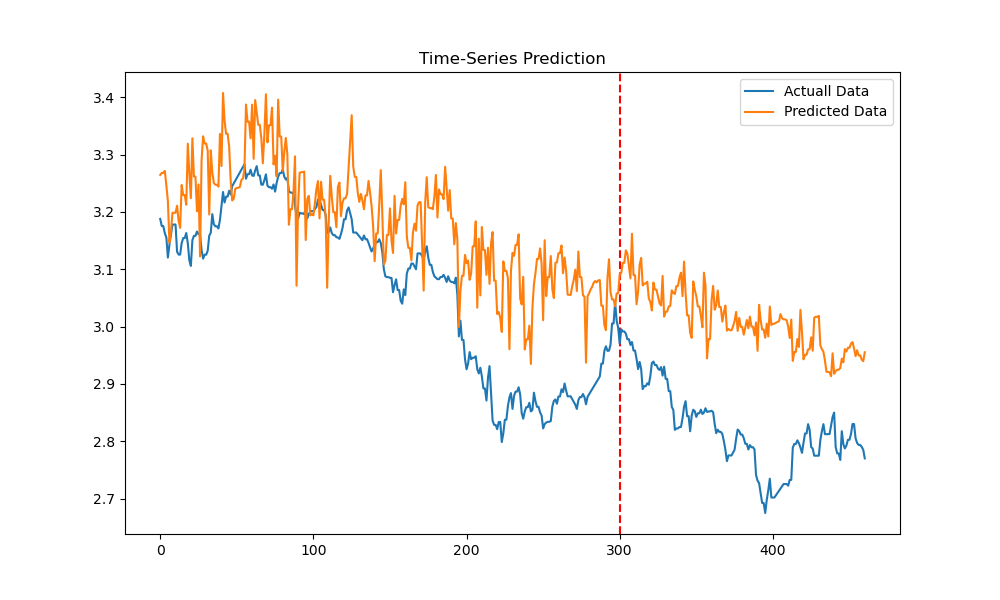 Time-Series Prediction
Actuall Data
Predicted Data
3.4
3.3
3.2
3.1
3.0
2.9
2.8
2.7
0 100 200 300 400